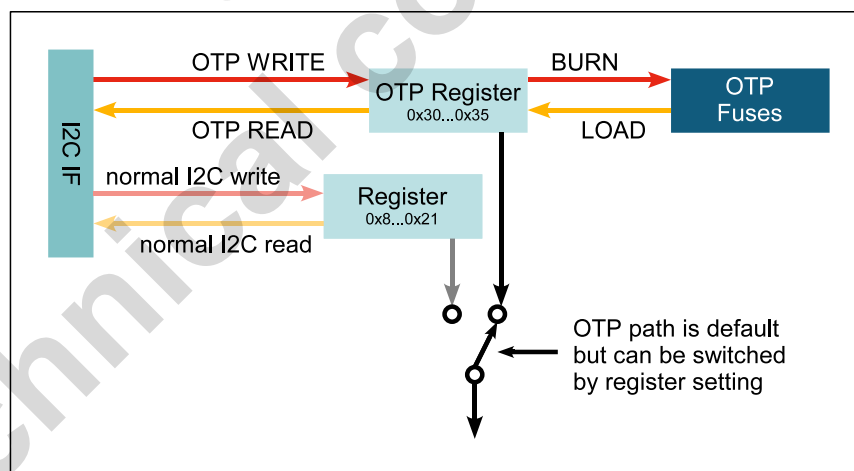 OTP WRITE
BURN
OTP Register
0x30...0x35
OTP
Fuses
OTP READ
LOAD
I2C IF
normal I2C write
Register
0x8...0x21
normal I2C read
OTP path is default
but can be switched
by register setting